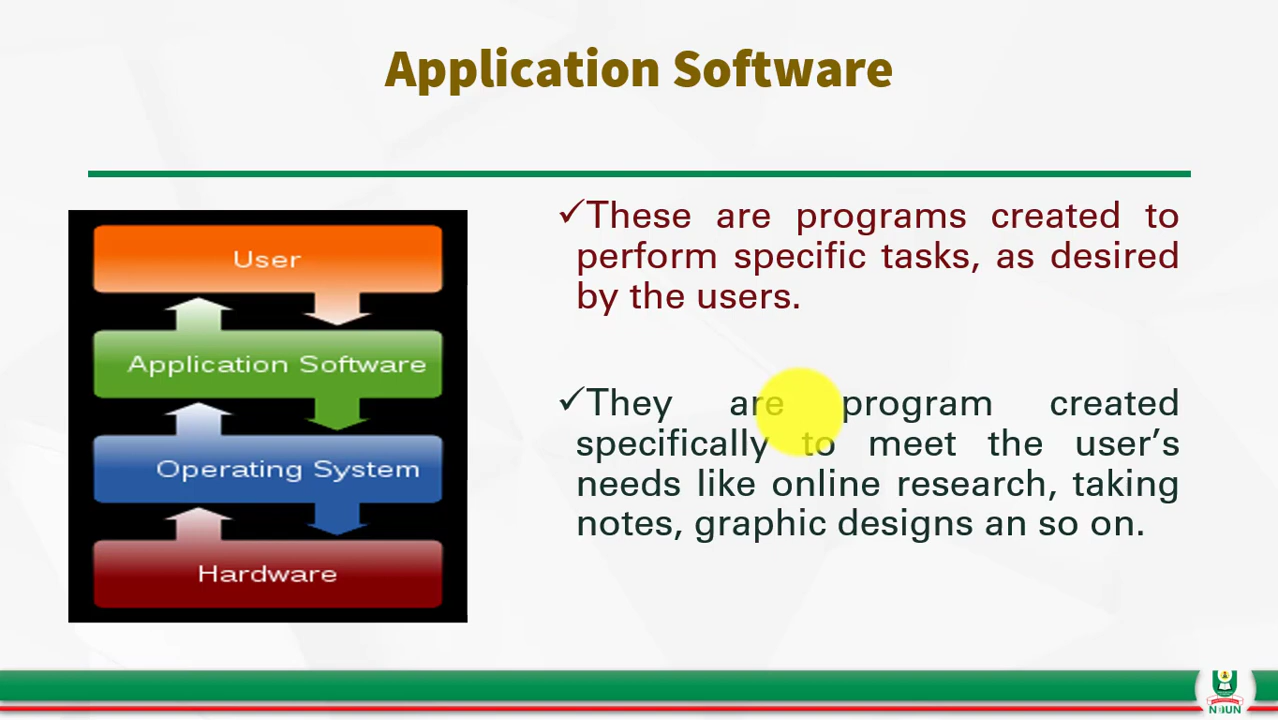 Application Software
User
Application Software
Operating System
Hardware
✓These are programs created to
perform specific tasks, as desired
by the users.
✓They are program created
specifically to meet the user's
needs like online research, taking
notes, graphic designs an so on.
NOUN